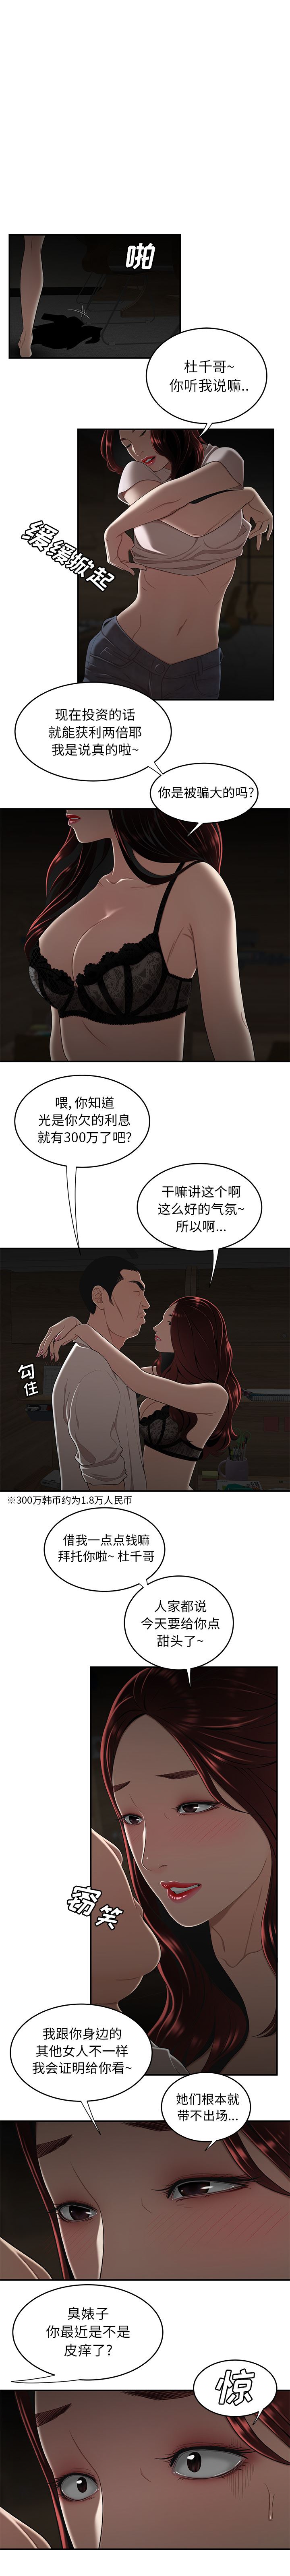 啪
杜千哥~
你听我说嘛..
缓缓掀起
现在投资的话
就能获利两倍耶
我是说真的啦~
你是被骗大的吗?
喂, 你知道
光是你欠的利息
就有300万了吧?
干嘛讲这个啊
这么好的气氛~
所以啊...
勾住
※300万韩币约为1.8万人民币
借我一点点钱嘛
拜托你啦~ 杜千哥
人家都说
今天要给你点
甜头了~
窃笑
我跟你身边的
其他女人不一样
我会证明给你看~
她们根本就
带不出场...
臭婊子
你最近是不是
皮痒了?
惊